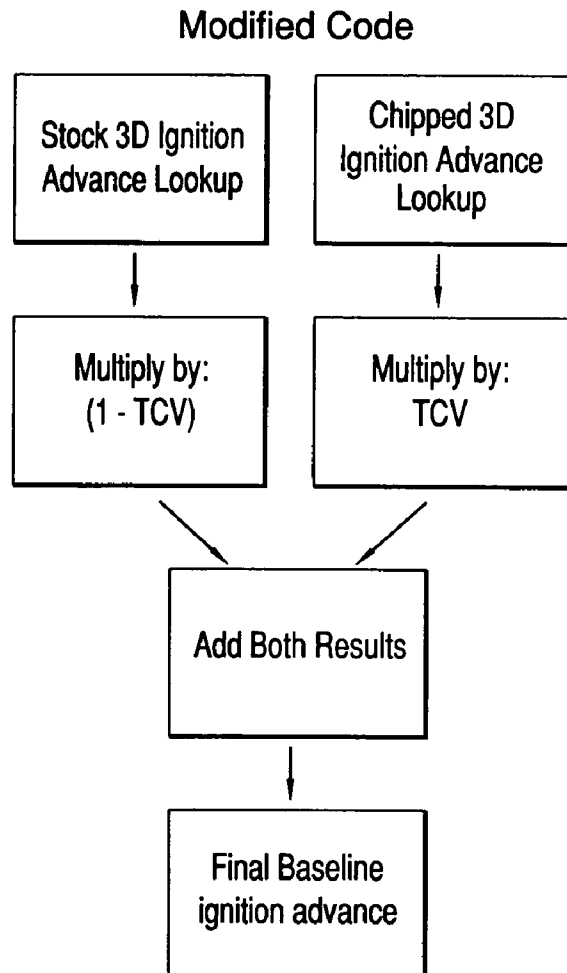 Modified Code
Stock 3D Ignition
Advance Lookup
Chipped 3D
Ignition Advance
Lookup
Multiply by:
(1 - TCV)
Multiply by:
TCV
Add Both Results
Final Baseline
ignition advance